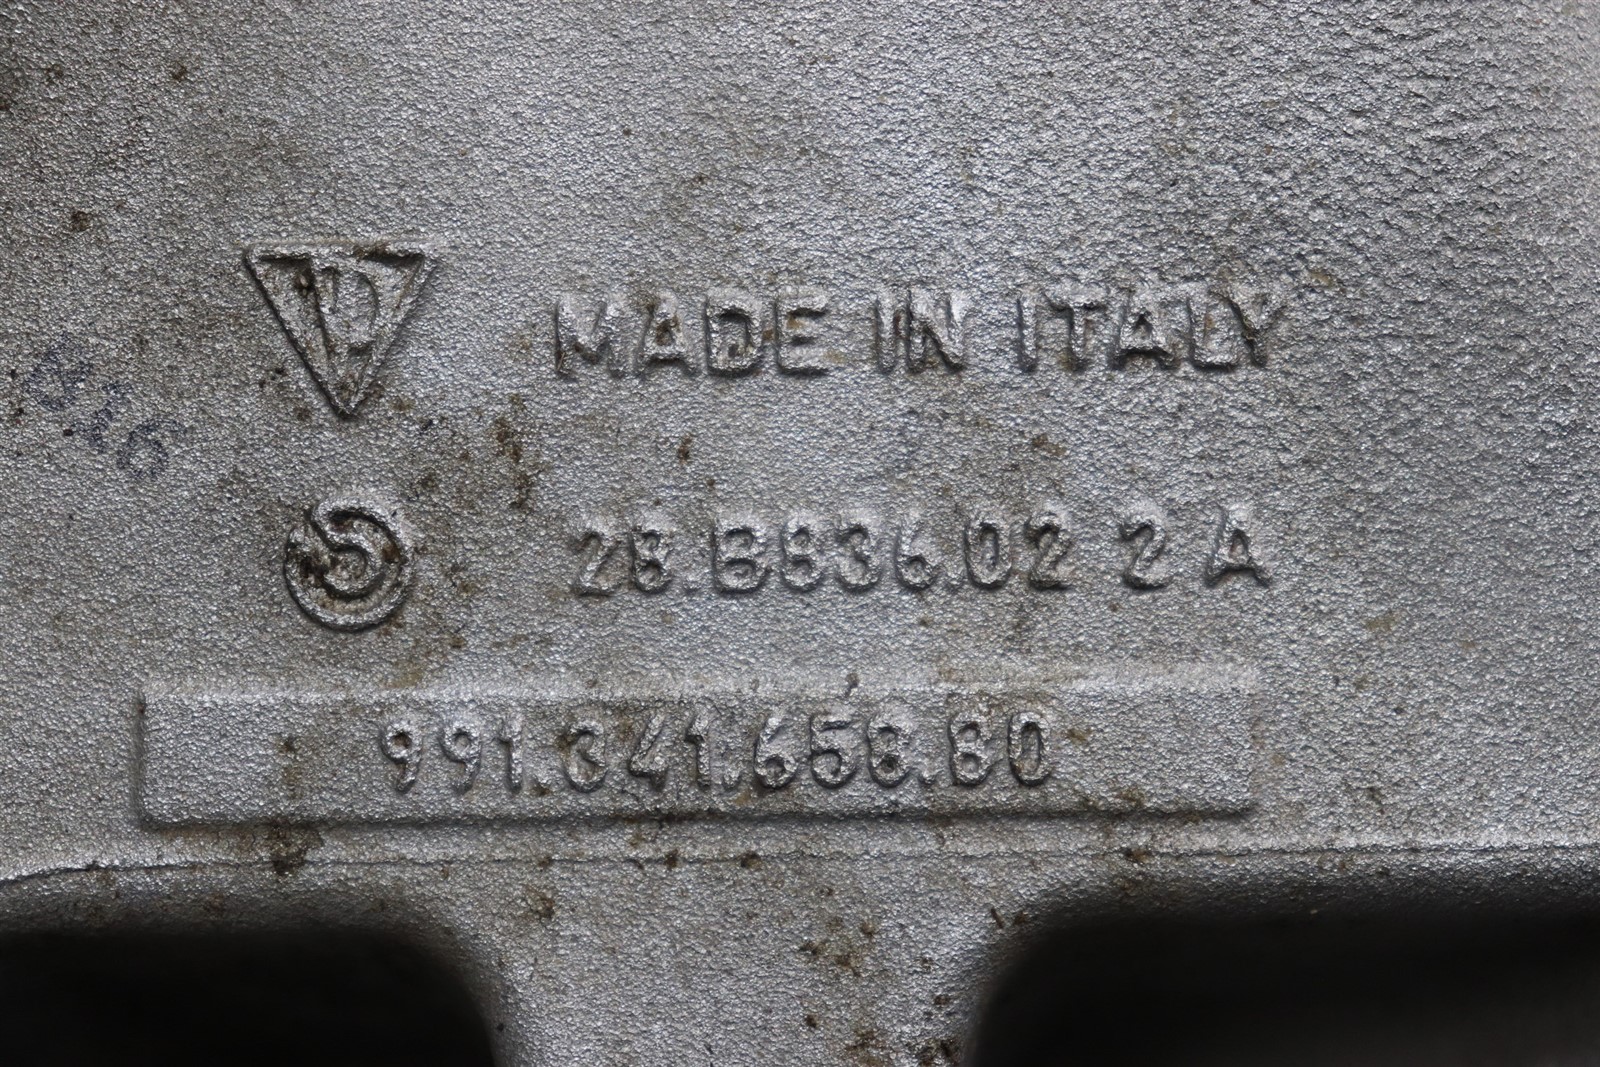 P MADE IN ITALY
28.B836.02 2 A
991.341.658.80